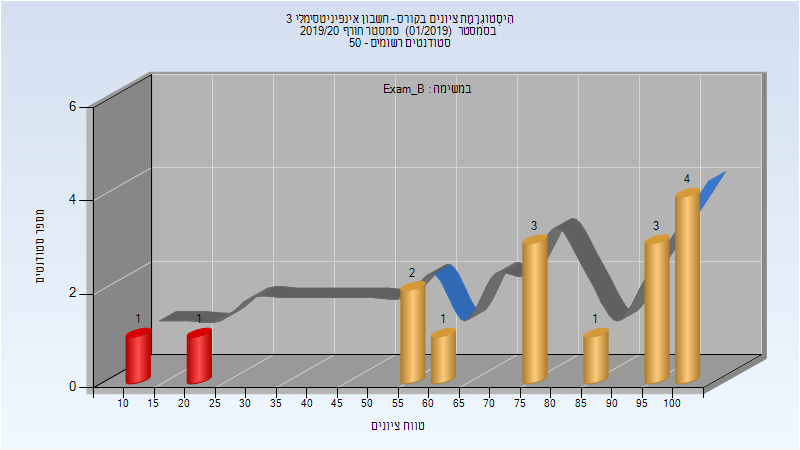 היסטוגרמת ציונים בקורס - חשבון אינפיניטסימלי 3
בסמסטר (01/2019) סמסטר חורף 2019/20
סטודנטים רשומים - 50
במשימה : Exam_B
מספר סטודנטים
6
4
2
0
1
1
2
1
3
1
3
4
10 15 20 25 30 35 40 45 50 55 60 65 70 75 80 85 90 95 100
טווח ציונים